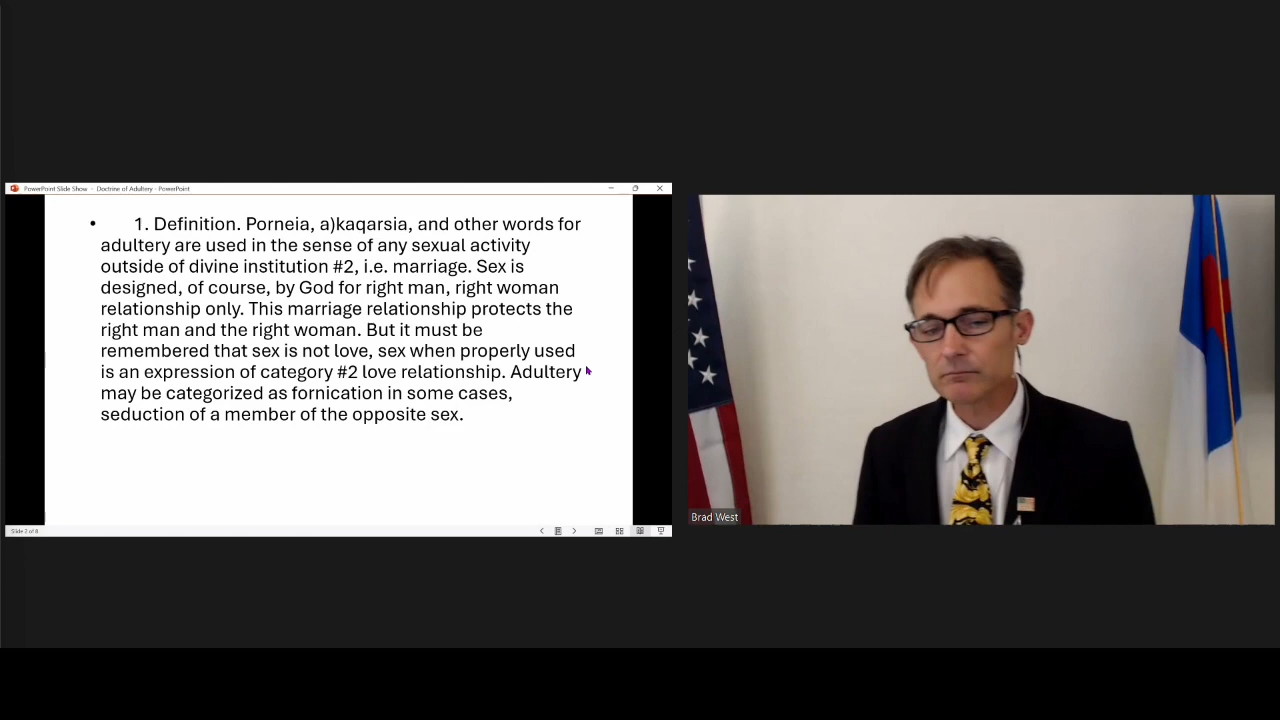 PowerPoint Slide Show - Doctrine of Adultery - PowerPoint
• 1. Definition. Porneia, a)kaqarsia, and other words for
adultery are used in the sense of any sexual activity
outside of divine institution #2, i.e. marriage. Sex is
designed, of course, by God for right man, right woman
relationship only. This marriage relationship protects the
right man and the right woman. But it must be
remembered that sex is not love, sex when properly used
is an expression of category #2 love relationship. Adultery
may be categorized as fornication in some cases,
seduction of a member of the opposite sex.
Slide 2 of 8
Brad West